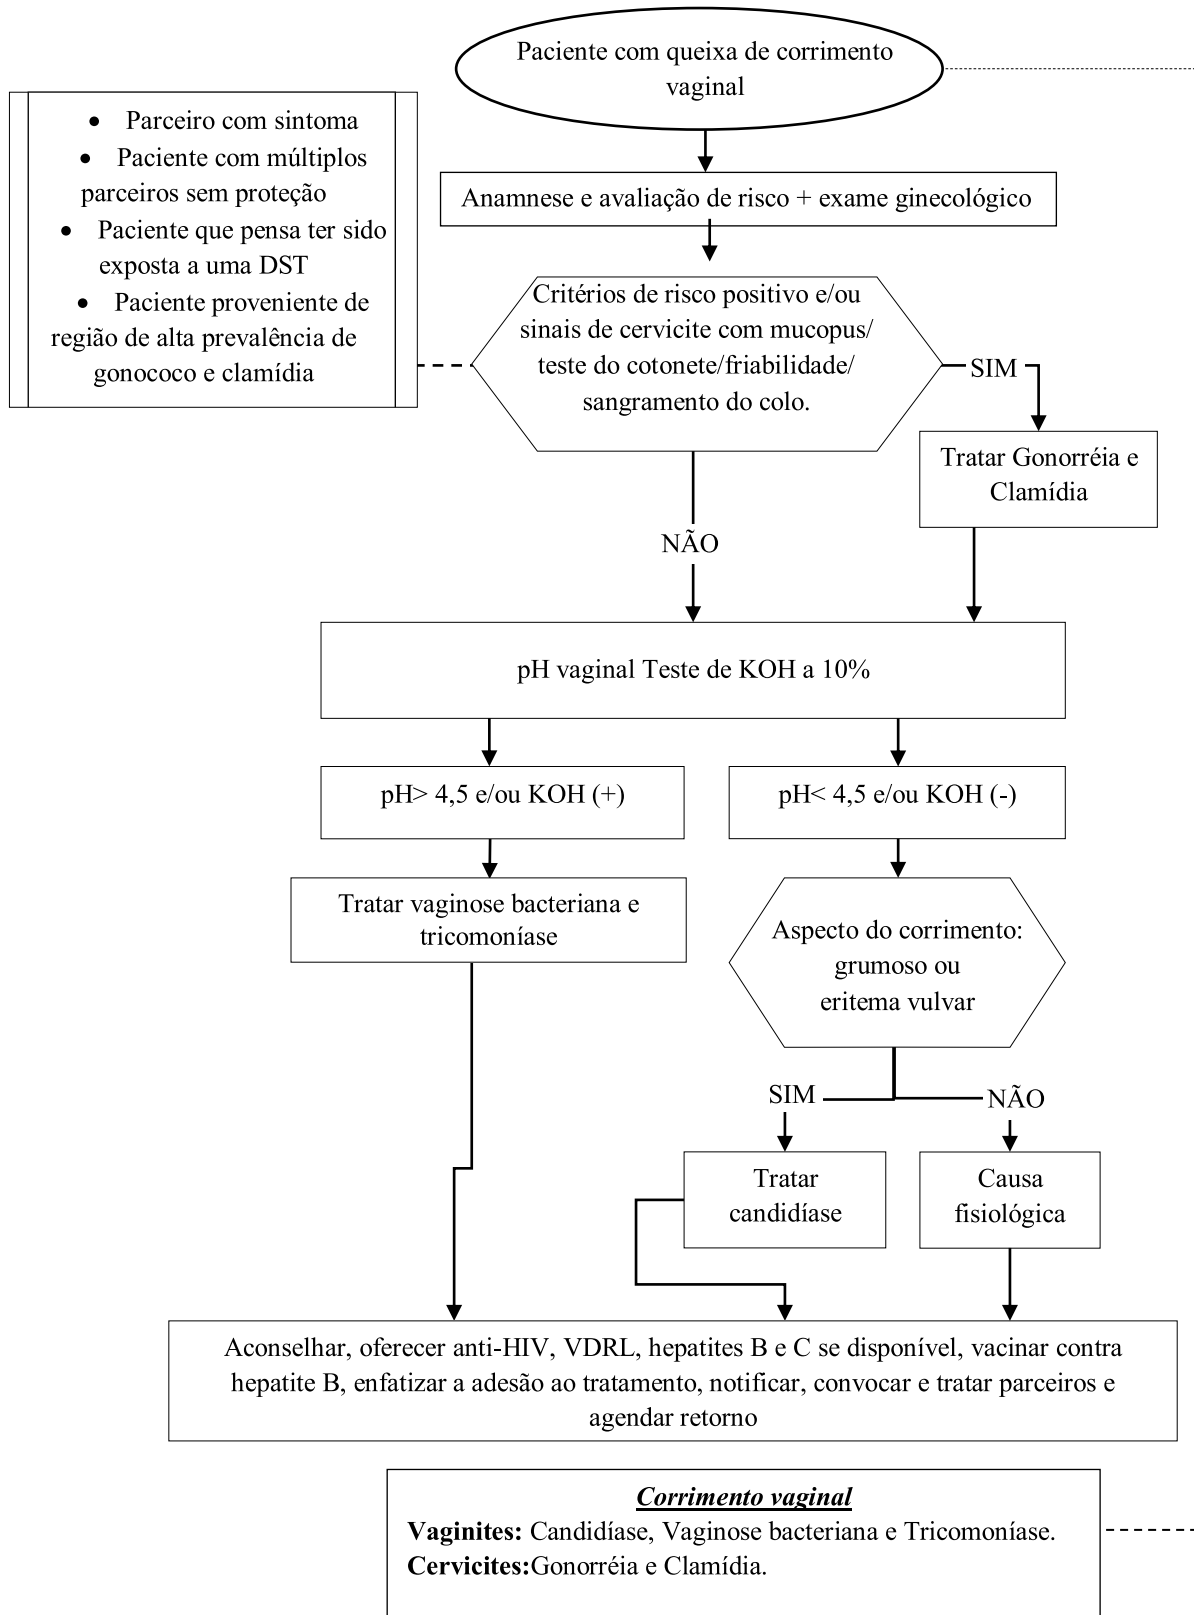 Paciente com queixa de corrimento
vaginal
• Parceiro com sintoma
• Paciente com múltiplos
parceiros sem proteção
• Paciente que pensa ter sido
exposta a uma DST
• Paciente proveniente de
região de alta prevalência de
gonococo e clamídia
Anamnese e avaliação de risco + exame ginecológico
Critérios de risco positivo e/ou
sinais de cervicite com mucopus/
teste do cotonete/friabilidade/
sangramento do colo.
SIM
Tratar Gonorréia e
Clamídia
NÃO
pH vaginal Teste de KOH a 10%
pH> 4,5 e/ou KOH (+)
pH< 4,5 e/ou KOH (-)
Tratar vaginose bacteriana e
tricomoníase
Aspecto do corrimento:
grumoso ou
eritema vulvar
SIM
NÃO
Tratar
candidíase
Causa
fisiológica
Aconselhar, oferecer anti-HIV, VDRL, hepatites B e C se disponível, vacinar contra
hepatite B, enfatizar a adesão ao tratamento, notificar, convocar e tratar parceiros e
agendar retorno
Corrimento vaginal
Vaginites: Candidíase, Vaginose bacteriana e Tricomoníase.
Cervicites:Gonorréia e Clamídia.